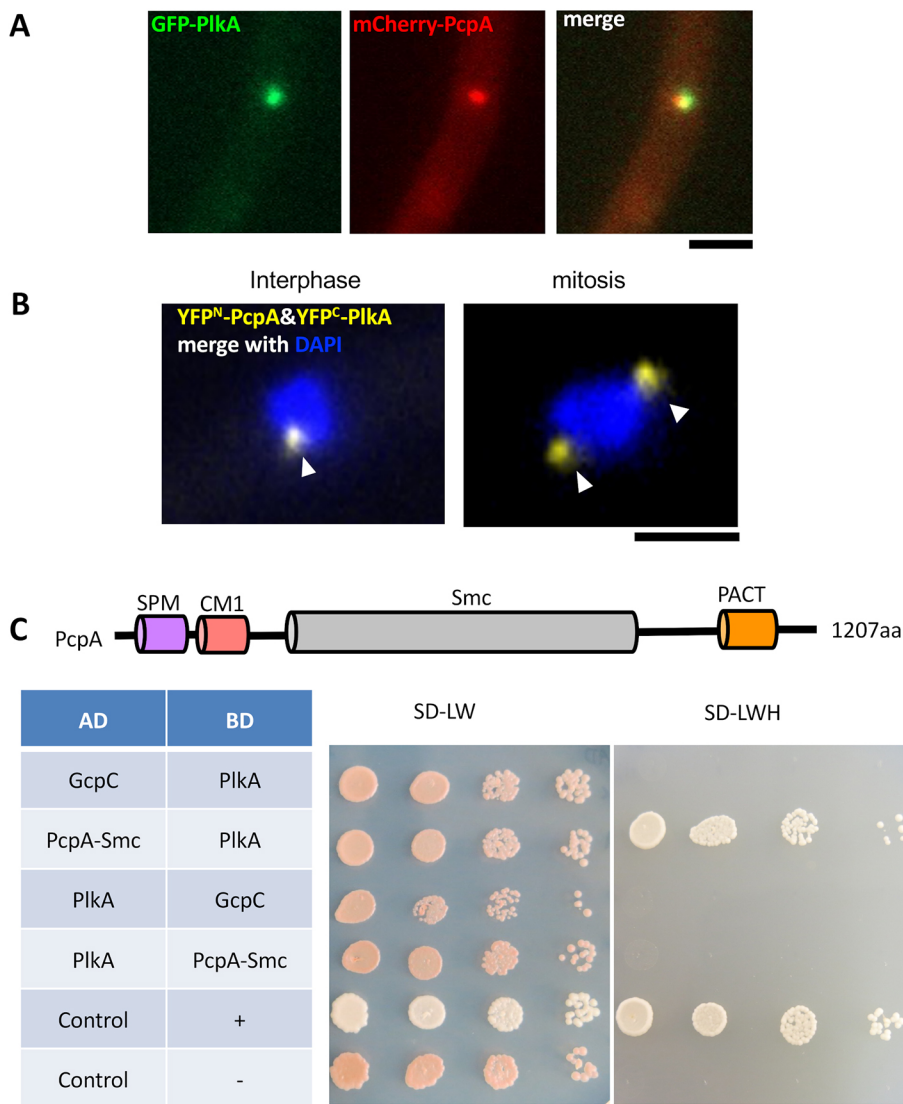 A
GFP-PlkA
mCherry-PcpA
merge
Interphase
mitosis
B
YFPN-PcpA&YFPC-PlkA
merge with DAPI
C
SPM
CM1
Smc
PACT
PcpA
1207aa
AD BD
SD-LW
SD-LWH
GcpC PlkA
PcpA-Smc PlkA
PlkA GcpC
PlkA PcpA-Smc
Control +
Control -